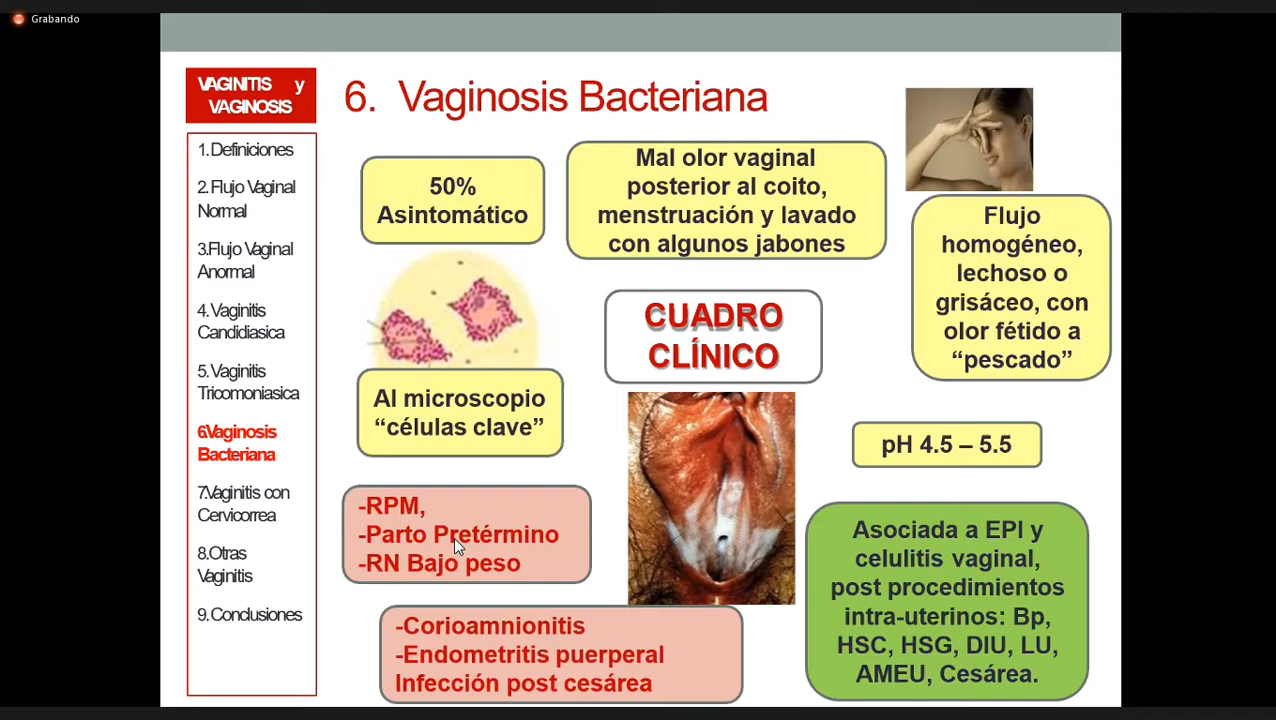 Grabando
VAGINITIS y
VAGINOSIS
1. Definiciones
2. Flujo Vaginal
Normal
3.Flujo Vaginal
Anormal
4. Vaginitis
Candidiasica
5. Vaginitis
Tricomoniasica
6.Vaginosis
Bacteriana
7.Vaginitis con
Cervicorrea
8.Otras
Vaginitis
9. Conclusiones
6. Vaginosis Bacteriana
50%
Asintomático
Mal olor vaginal
posterior al coito,
menstruación y lavado
con algunos jabones
Flujo
homogéneo,
lechoso o
grisáceo, con
olor fétido a
“pescado”
CUADRO
CLÍNICO
Al microscopio
“células clave”
pH 4.5 – 5.5
-RPM,
-Parto Pretérmino
-RN Bajo peso
-Corioamnionitis
-Endometritis puerperal
Infección post cesárea
Asociada a EPI y
celulitis vaginal,
post procedimientos
intra-uterinos: Bp,
HSC, HSG, DIU, LU,
AMEU, Cesárea.